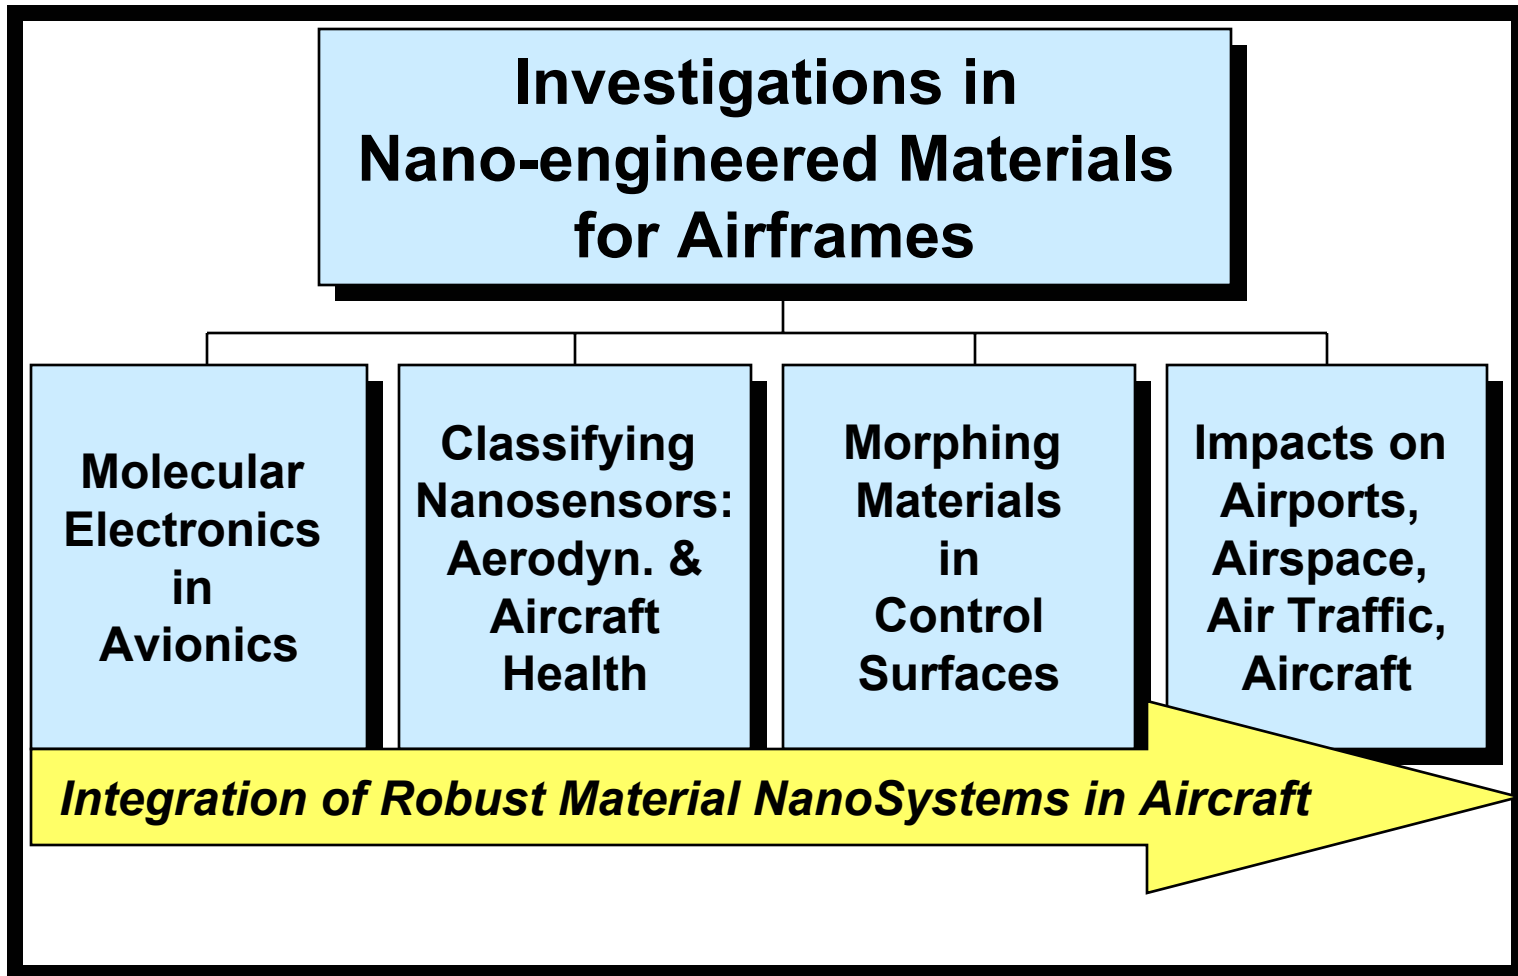 Investigations in
Nano-engineered Materials
for Airframes
Molecular
Electronics
in
Avionics
Classifying
Nanosensors:
Aerodyn. &
Aircraft
Health
Morphing
Materials
in
Control
Surfaces
Impacts on
Airports,
Airspace,
Air Traffic,
Aircraft
Integration of Robust Material NanoSystems in Aircraft